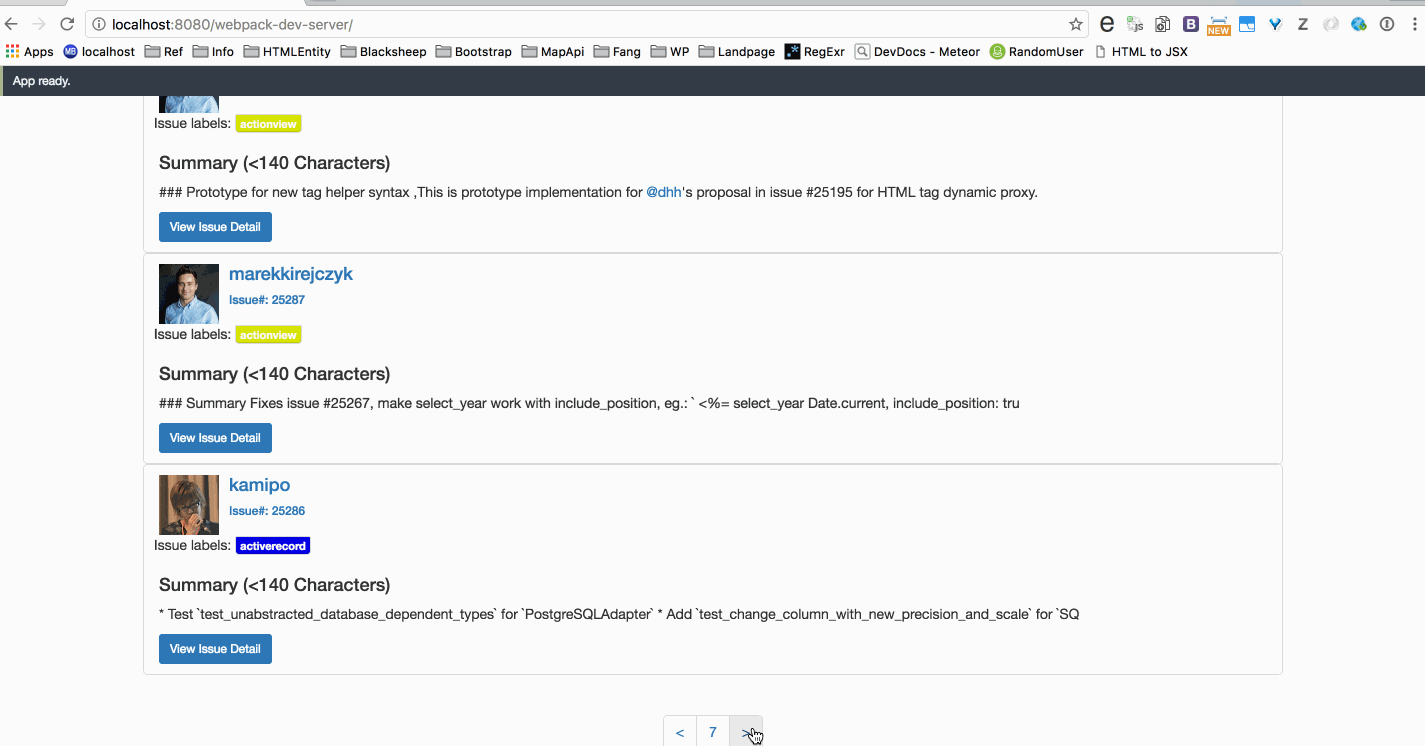 localhost:8080/webpack-dev-server/
Apps MB localhost Ref Info HTMLEntity Blacksheep Bootstrap MapApi Fang WP Landpage RegExr DevDocs - Meteor RandomUser HTML to JSX
App ready.
Issue labels: actionview
Summary (<140 Characters)
### Prototype for new tag helper syntax ,This is prototype implementation for @dhh's proposal in issue #25195 for HTML tag dynamic proxy.
View Issue Detail
marekkirejczyk
Issue#: 25287
Issue labels: actionview
Summary (<140 Characters)
### Summary Fixes issue #25267, make select_year work with include_position, eg.: ` <%= select_year Date.current, include_position: tru
View Issue Detail
kamipo
Issue#: 25286
Issue labels: activerecord
Summary (<140 Characters)
* Test `test_unabstracted_database_dependent_types` for `PostgreSQLAdapter` * Add `test_change_column_with_new_precision_and_scale` for `SQ
View Issue Detail
< 7 >